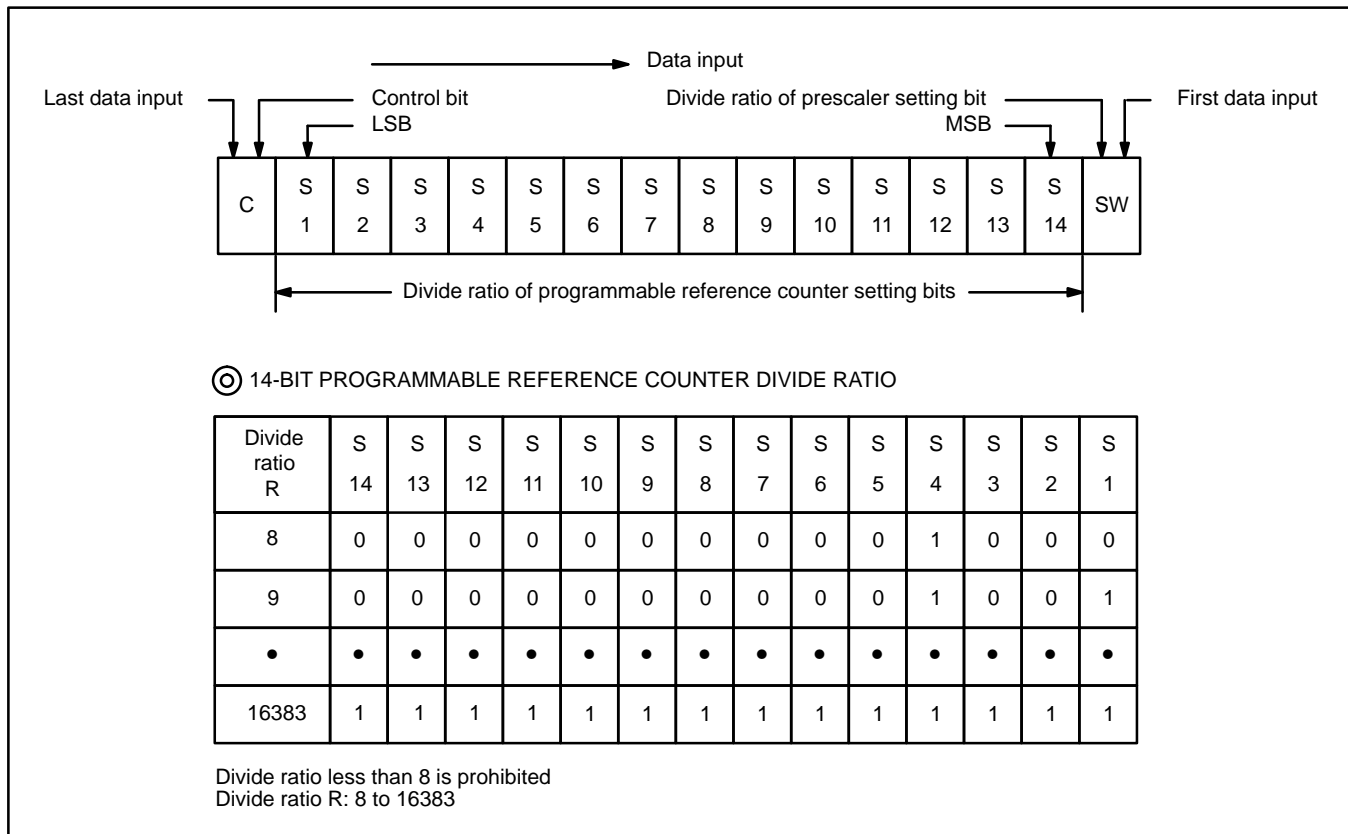 Data input
Last data input Control bit Divide ratio of prescaler setting bit First data input
LSB MSB
C S 1 S 2 S 3 S 4 S 5 S 6 S 7 S 8 S 9 S 10 S 11 S 12 S 13 S 14 SW
Divide ratio of programmable reference counter setting bits
14-BIT PROGRAMMABLE REFERENCE COUNTER DIVIDE RATIO
Divide ratio R S 14 S 13 S 12 S 11 S 10 S 9 S 8 S 7 S 6 S 5 S 4 S 3 S 2 S 1
8 0 0 0 0 0 0 0 0 0 0 1 0 0 0
9 0 0 0 0 0 0 0 0 0 0 1 0 0 1
• • • • • • • • • • • • • • •
16383 1 1 1 1 1 1 1 1 1 1 1 1 1 1
Divide ratio less than 8 is prohibited
Divide ratio R: 8 to 16383